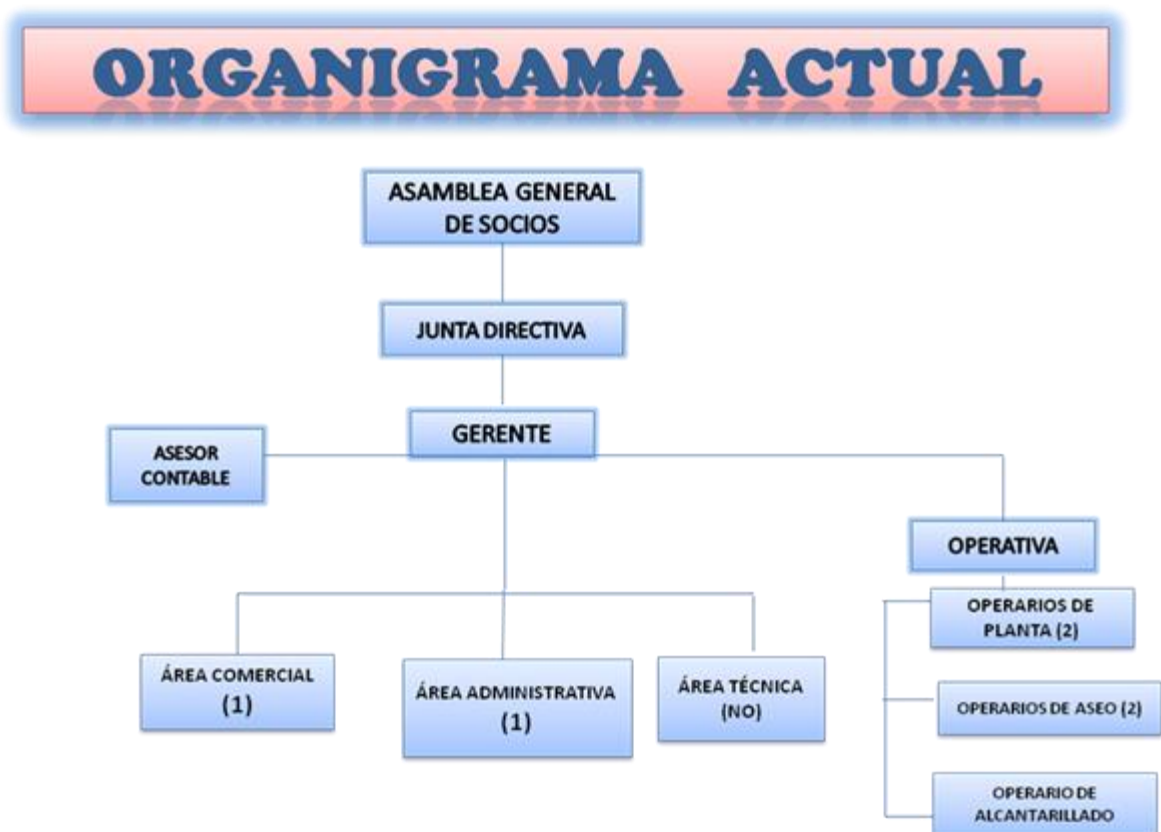 ORGANIGRAMA ACTUAL
ASAMBLEA GENERAL
DE SOCIOS
JUNTA DIRECTIVA
GERENTE
ASESOR
CONTABLE
OPERATIVA
OPERARIOS DE
PLANTA (2)
ÁREA COMERCIAL
(1)
ÁREA ADMINISTRATIVA
(1)
ÁREA TÉCNICA
(NO)
OPERARIOS DE ASEO (2)
OPERARIO DE
ALCANTARILLADO